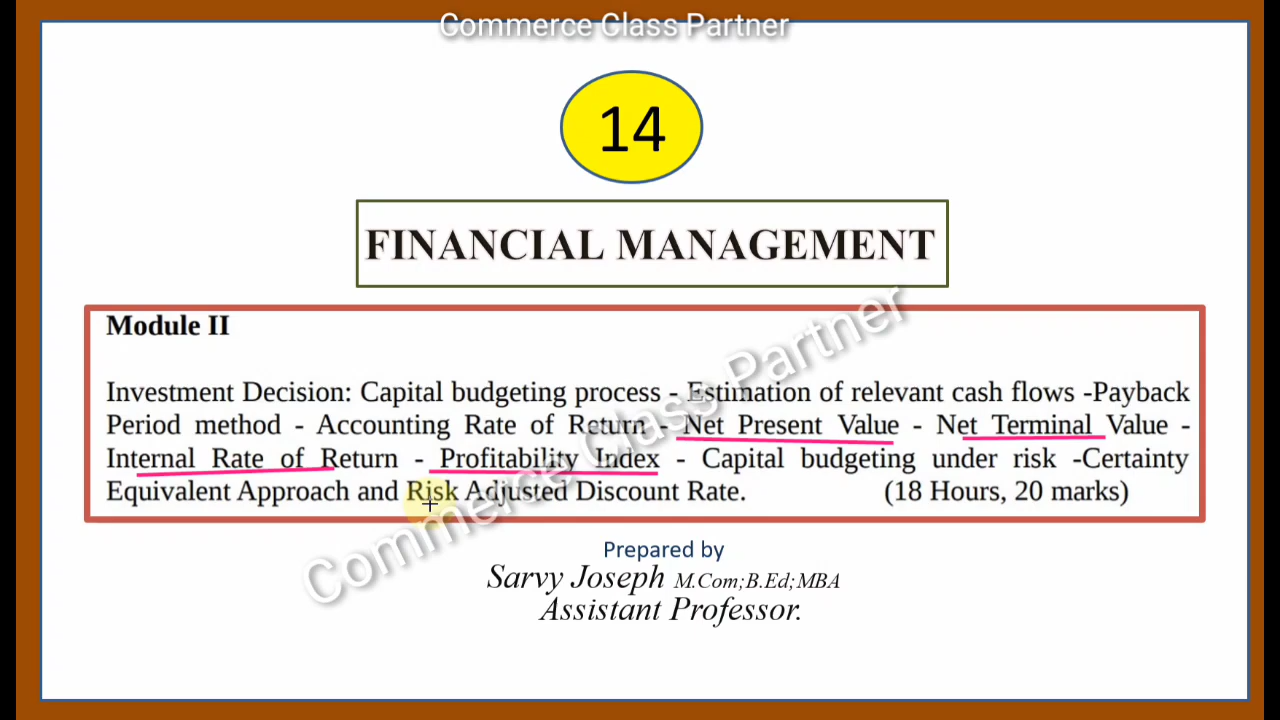 Commerce Class Partner
14
FINANCIAL MANAGEMENT
Module II
Investment Decision: Capital budgeting process - Estimation of relevant cash flows -Payback
Period method - Accounting Rate of Return - Net Present Value - Net Terminal Value -
Internal Rate of Return - Profitability Index - Capital budgeting under risk -Certainty
Equivalent Approach and Risk Adjusted Discount Rate. (18 Hours, 20 marks)
Commerce Class Partner
Prepared by
Sarvy Joseph M.Com;B.Ed;MBA
Assistant Professor.